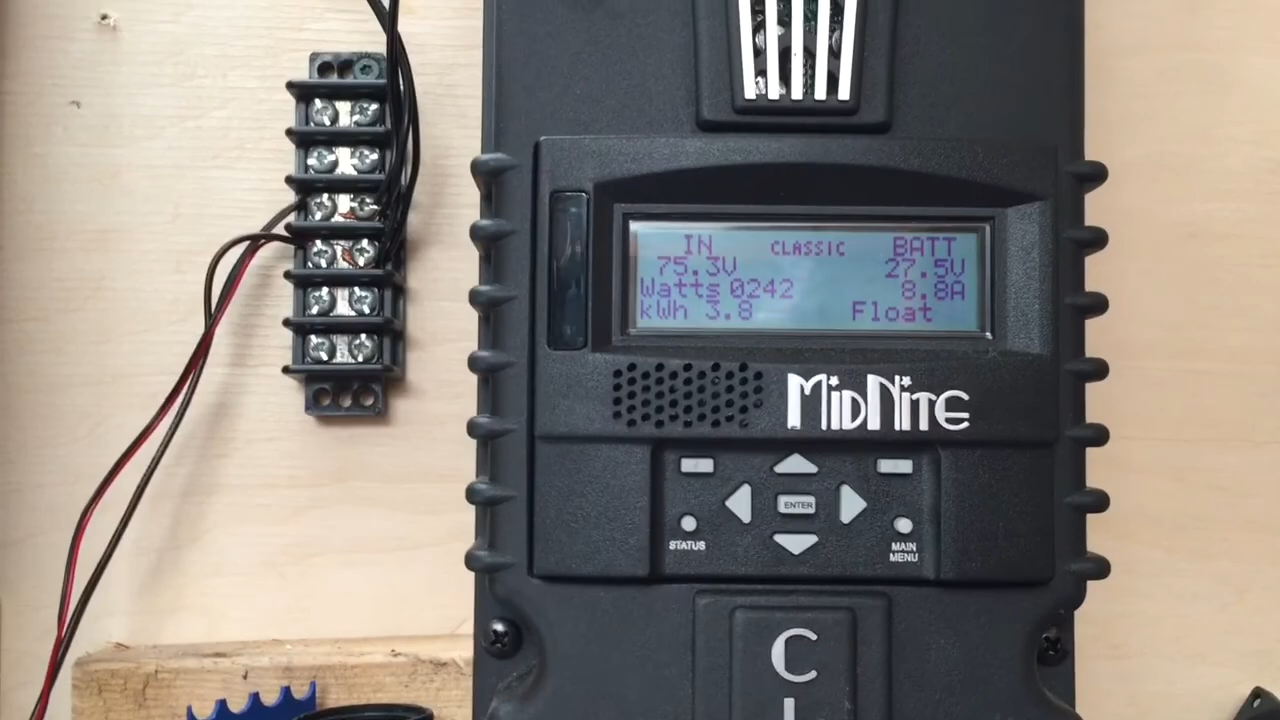 IN CLASSIC BATT
75.3V 27.5V
Watts 0242 8.8A
kWh 3.8 Float
MIDNITE
ENTER
STATUS
MAIN
MENU
C